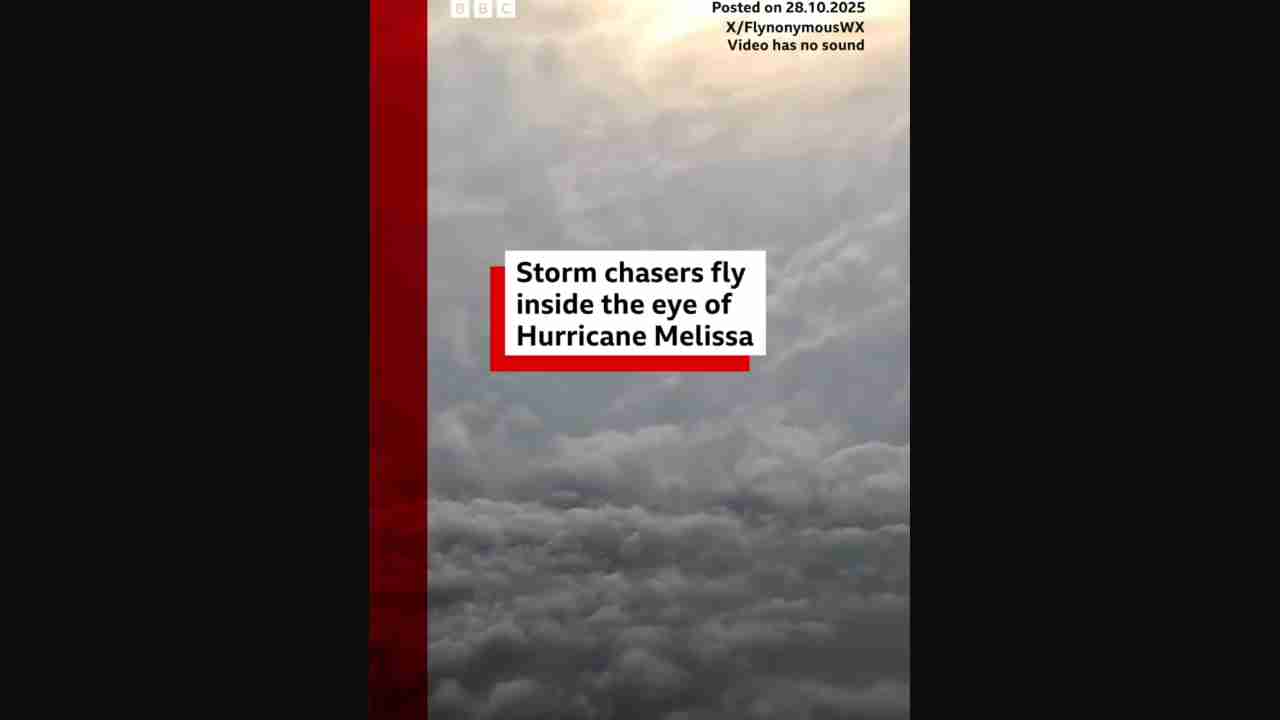 BBC
Posted on 28.10.2025
X/FlynonymousWX
Video has no sound
Storm chasers fly
inside the eye of
Hurricane Melissa